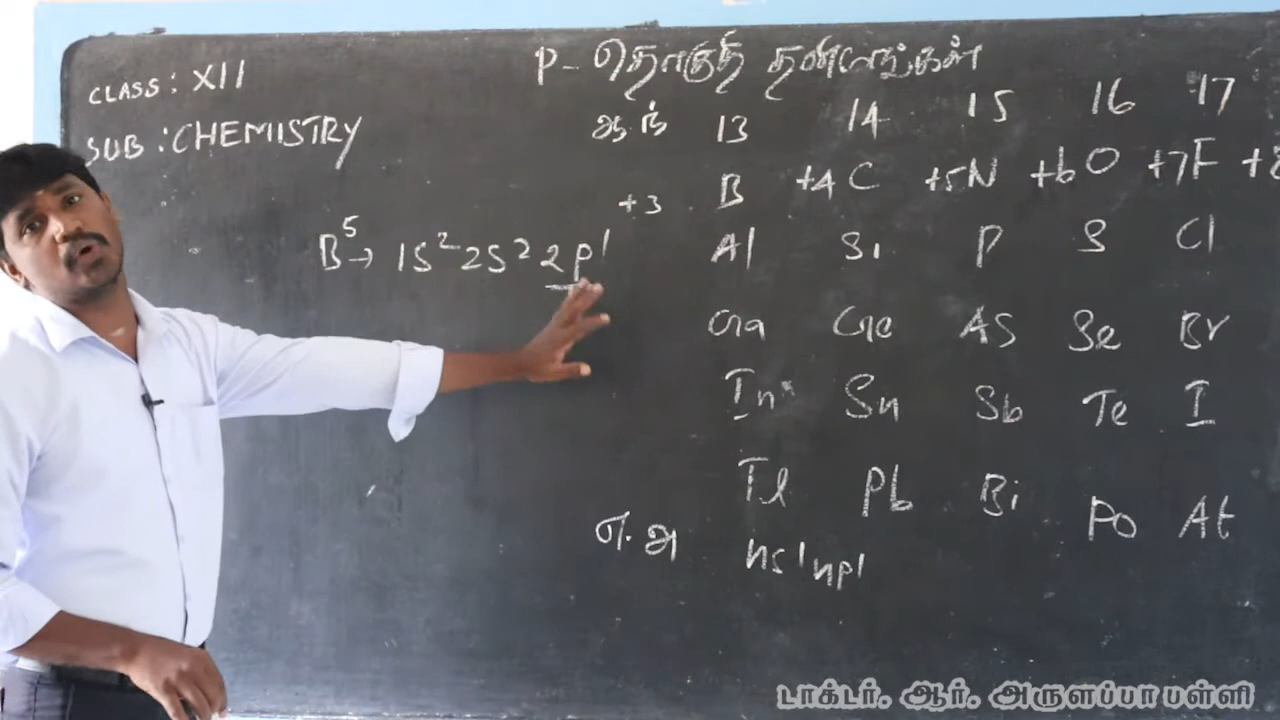 P - தொகுதி தனிமங்கள்
CLASS : XII
SUB : CHEMISTRY
ஆ.ந் 13 14 15 16 17
+3 B +4 C +5 N +6 O +7 F +8
B⁵ → 1S² 2S² 2P¹
Al Si P S Cl
Ga Ge AS Se Br
In Sn Sb Te I
Tl Pb Bi Po At
எ.அ ns¹np¹
டாக்டர். ஆர். அருளப்பா பள்ளி